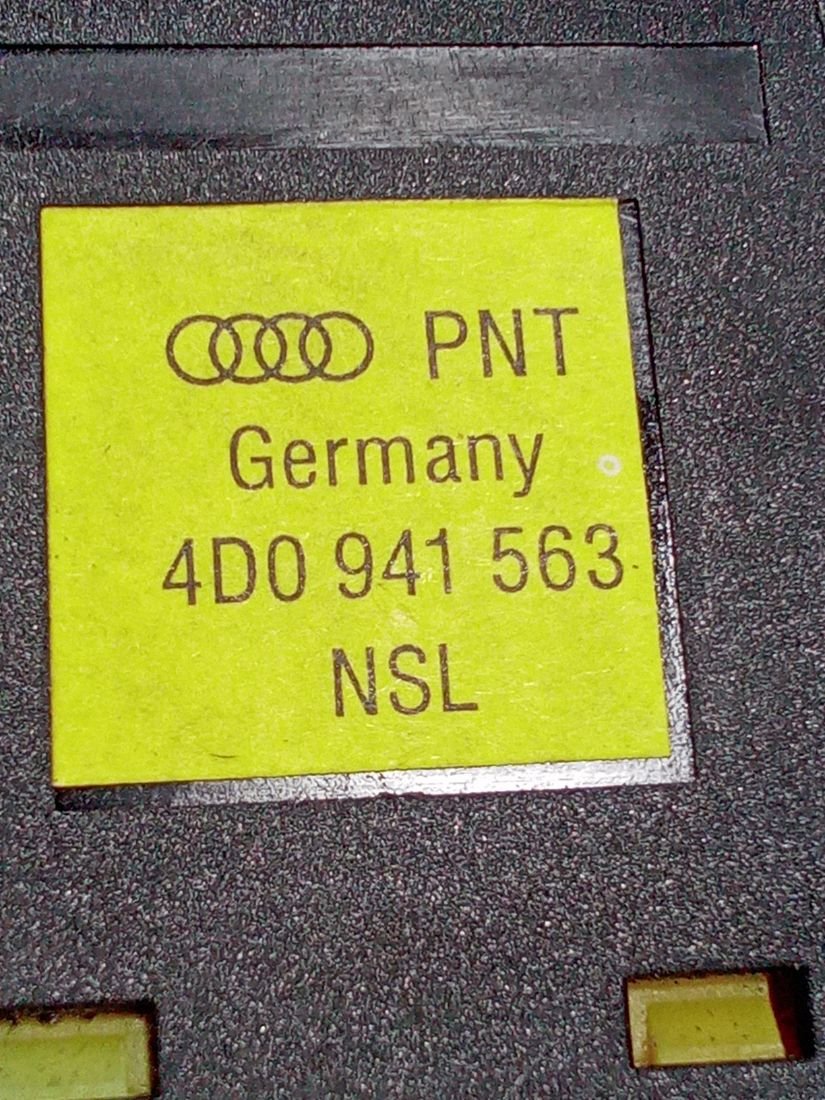 PNT
Germany
4D0 941 563
NSL